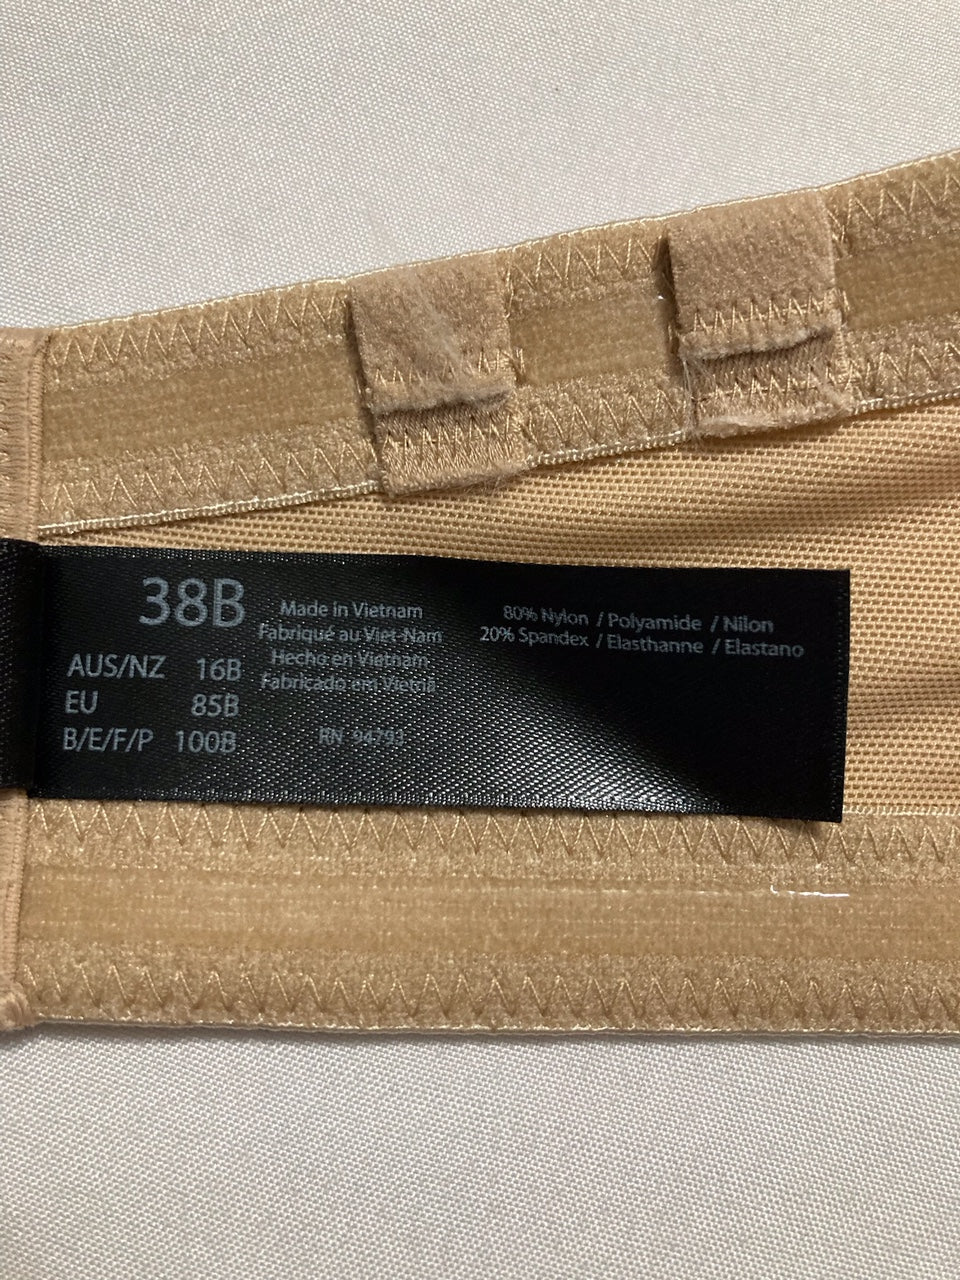 38B
AUS/NZ 16B
EU 85B
B/E/F/P 100B
Made in Vietnam
Fabriqué au Viet-Nam
Hecho en Vietnam
Fabricado em Vietnã
RN 94793
80% Nylon / Polyamide / Nilon
20% Spandex / Elasthanne / Elastano